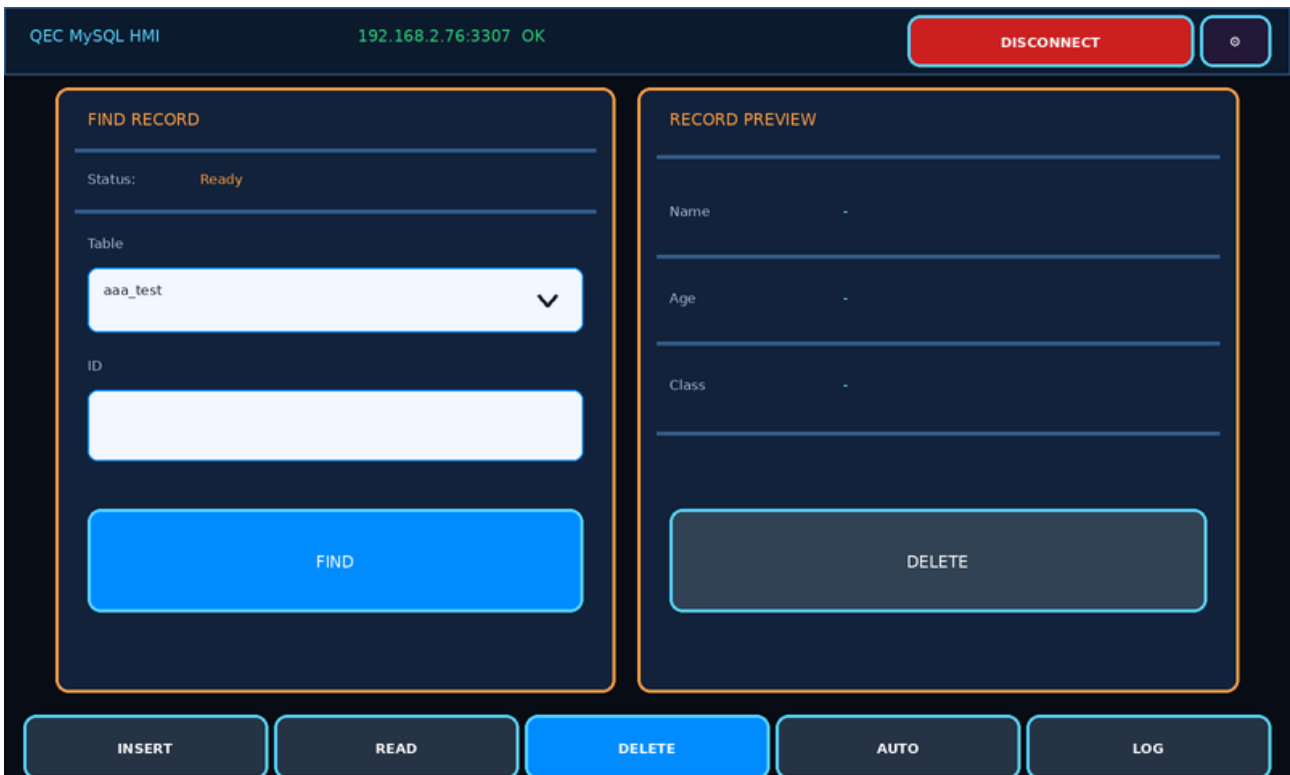 QEC MySQL HMI
192.168.2.76:3307 OK
DISCONNECT
⚙
FIND RECORD
Status: Ready
Table
aaa_test
ID
FIND
RECORD PREVIEW
Name -
Age -
Class -
DELETE
INSERT
READ
DELETE
AUTO
LOG